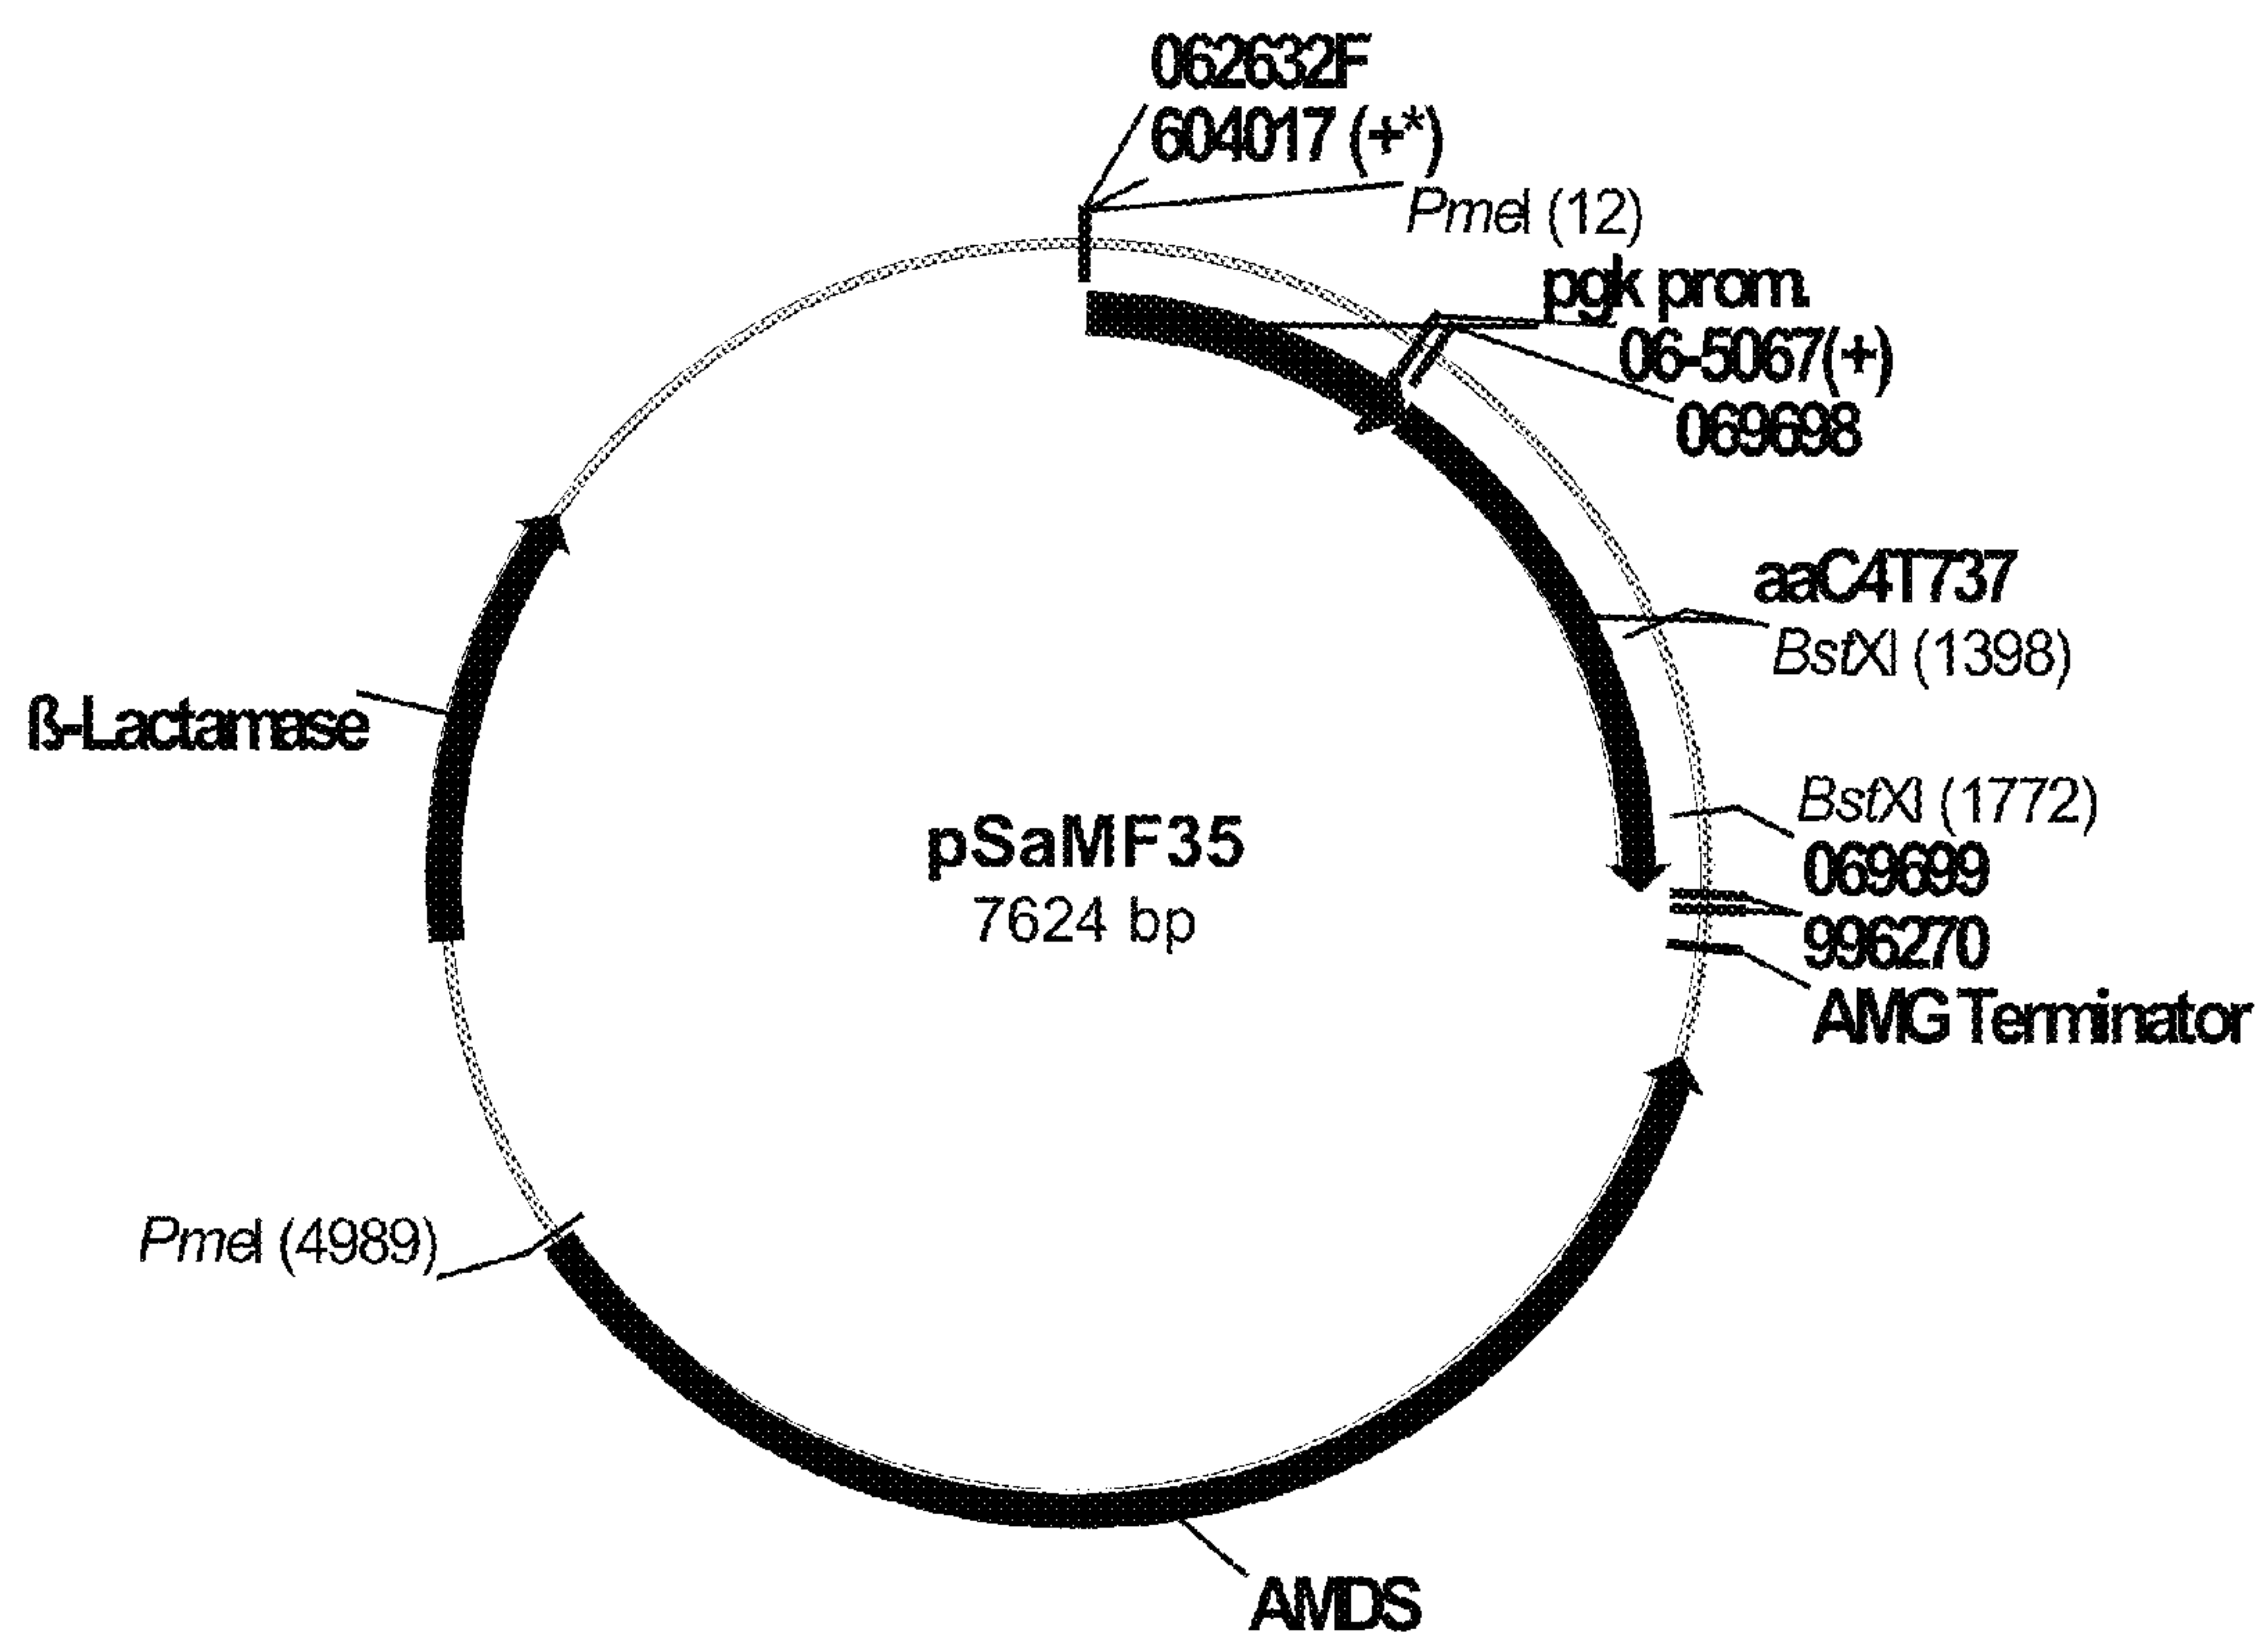 062632F
604017 (+*)
PmeI (12)
pgk prom.
06-5067(+)
069698
aaC4T737
BstXI (1398)
ß-Lactamase
BstXI (1772)
pSaMF35
069699
7624 bp
996270
AMG Terminator
PmeI (4989)
AMDS